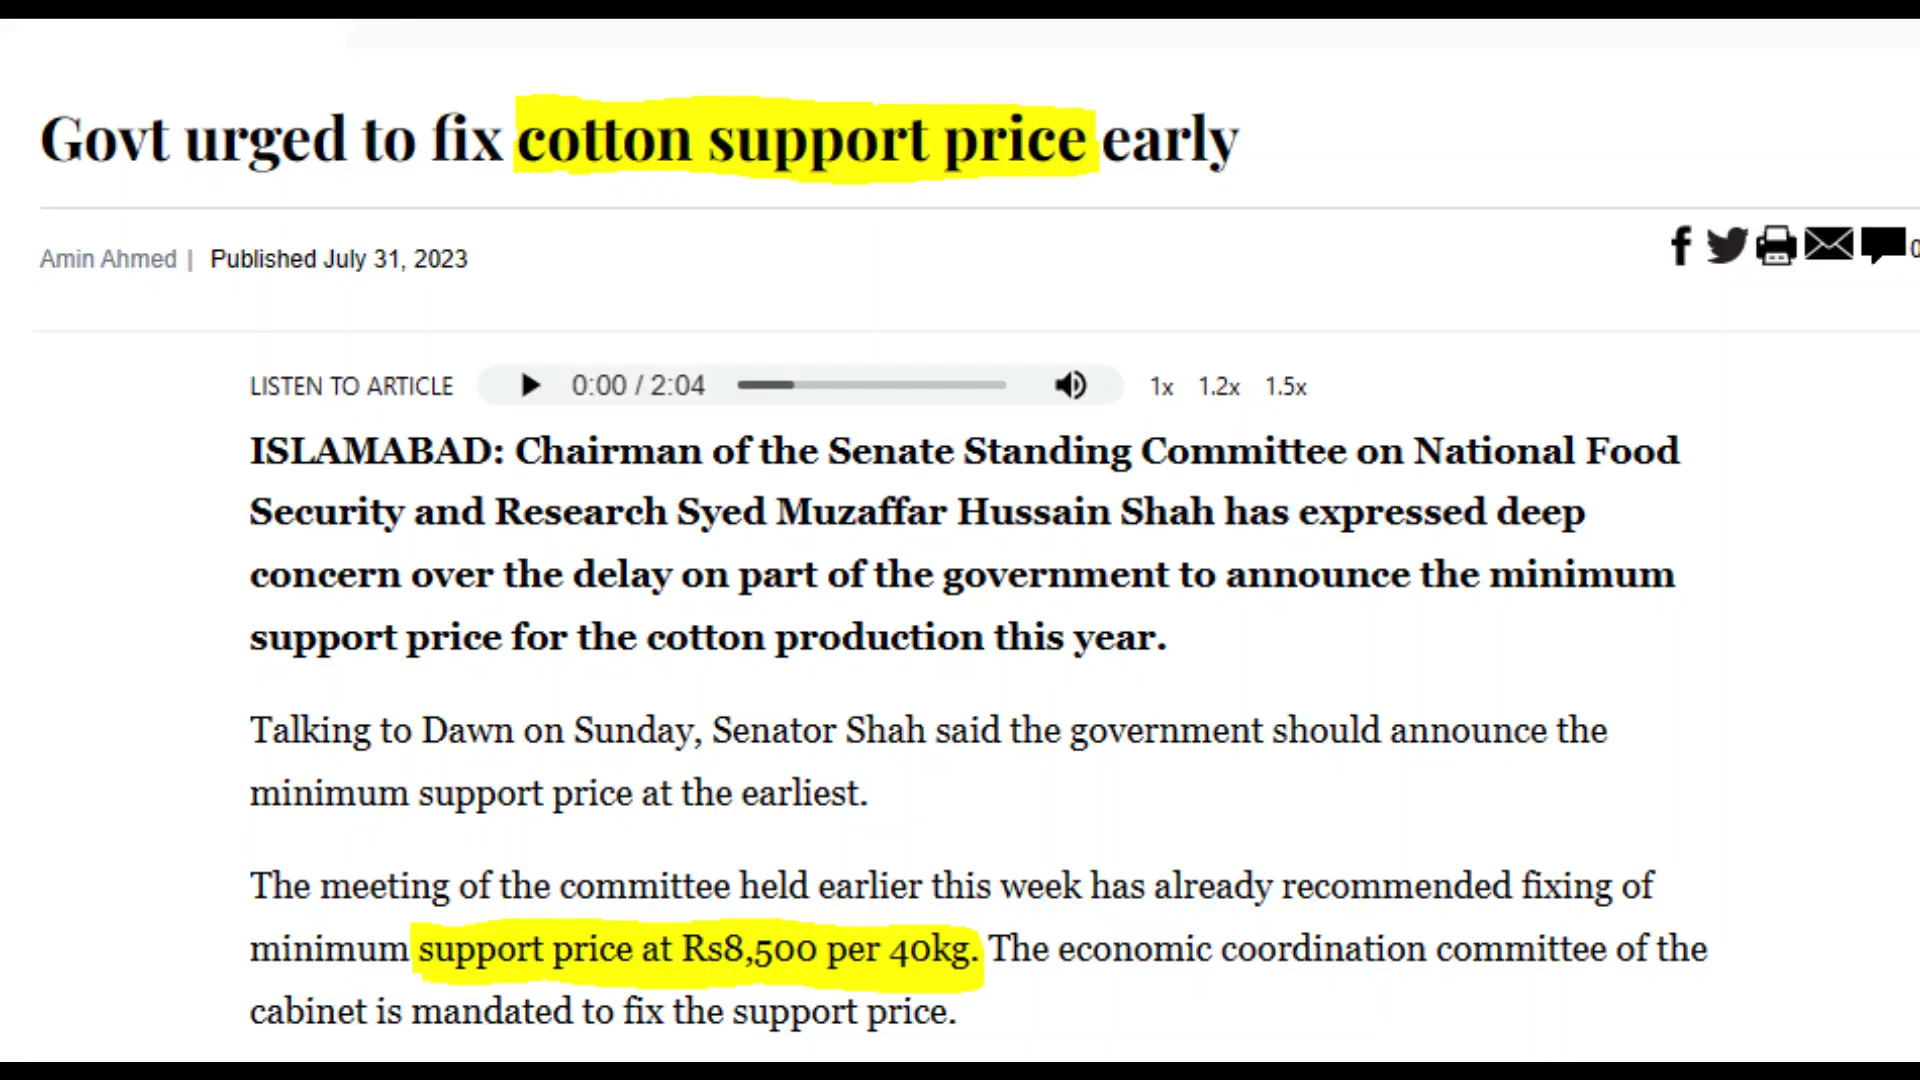 Govt urged to fix cotton support price early
Amin Ahmed | Published July 31, 2023
0
LISTEN TO ARTICLE 0:00 / 2:04 1x 1.2x 1.5x
ISLAMABAD: Chairman of the Senate Standing Committee on National Food
Security and Research Syed Muzaffar Hussain Shah has expressed deep
concern over the delay on part of the government to announce the minimum
support price for the cotton production this year.
Talking to Dawn on Sunday, Senator Shah said the government should announce the
minimum support price at the earliest.
The meeting of the committee held earlier this week has already recommended fixing of
minimum support price at Rs8,500 per 40kg. The economic coordination committee of the
cabinet is mandated to fix the support price.